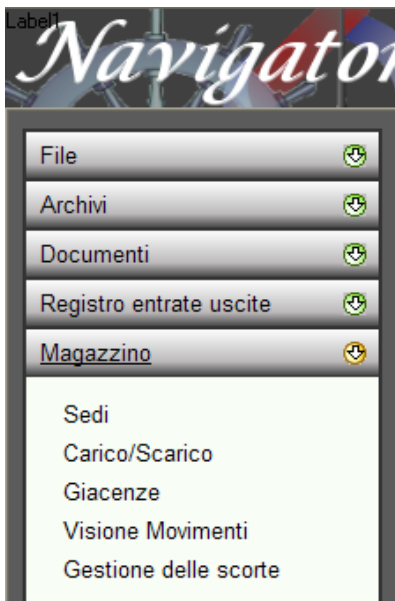 Label1
Navigator
File
Archivi
Documenti
Registro entrate uscite
Magazzino
Sedi
Carico/Scarico
Giacenze
Visione Movimenti
Gestione delle scorte